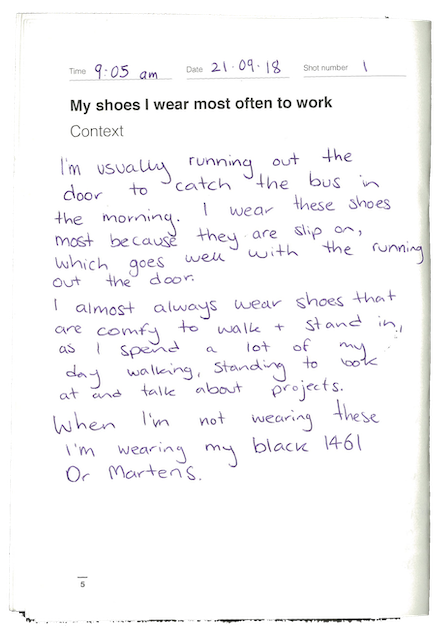 Time 9:05 am Date 21·09·18 Shot number 1
My shoes I wear most often to work
Context
I'm usually running out the
door to catch the bus in
the morning. I wear these shoes
most because they are slip on,
which goes well with the running
out the door.
I almost always wear shoes that
are comfy to walk + stand in,
as I spend a lot of my
day walking, standing to look
at and talk about projects.
When I'm not wearing these
I'm wearing my black 1461
Dr Martens.
5